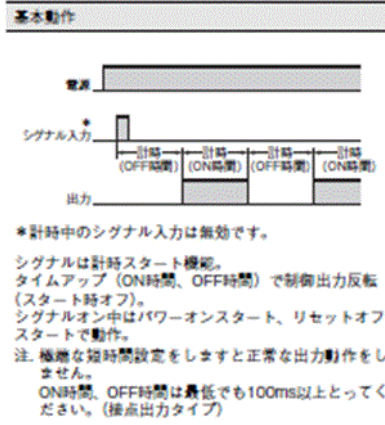 基本動作
電源
*
シグナル入力
計時 計時 計時 計時
(OFF時間) (ON時間) (OFF時間) (ON時間)
出力
*計時中のシグナル入力は無効です。
シグナルは計時スタート機能。
タイムアップ（ON時間、OFF時間）で制御出力反転
(スタート時オフ)。
シグナルオン中はパワーオンスタート、リセットオフ
スタートで動作。
注. 極端な短時間設定をしますと正常な出力動作をし
ません。
ON時間、OFF時間は最低でも100ms以上とってく
ださい。(接点出力タイプ)